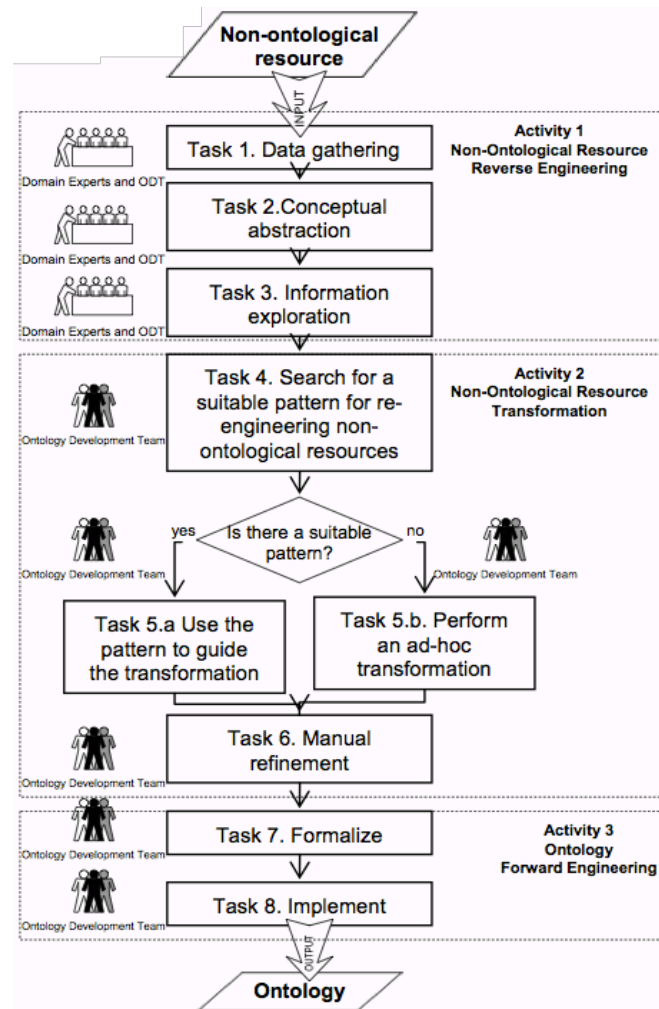 Non-ontological
resource
INPUT
Activity 1
Non-Ontological Resource
Reverse Engineering
Task 1. Data gathering
Domain Experts and ODT
Task 2.Conceptual
abstraction
Domain Experts and ODT
Task 3. Information
exploration
Domain Experts and ODT
Activity 2
Non-Ontological Resource
Transformation
Task 4. Search for a
suitable pattern for re-
engineering non-
ontological resources
Ontology Development Team
yes
Is there a suitable
pattern?
no
Ontology Development Team
Ontology Development Team
Task 5.a Use the
pattern to guide
the transformation
Task 5.b. Perform
an ad-hoc
transformation
Task 6. Manual
refinement
Ontology Development Team
Activity 3
Ontology
Forward Engineering
Task 7. Formalize
Ontology Development Team
Task 8. Implement
Ontology Development Team
OUTPUT
Ontology